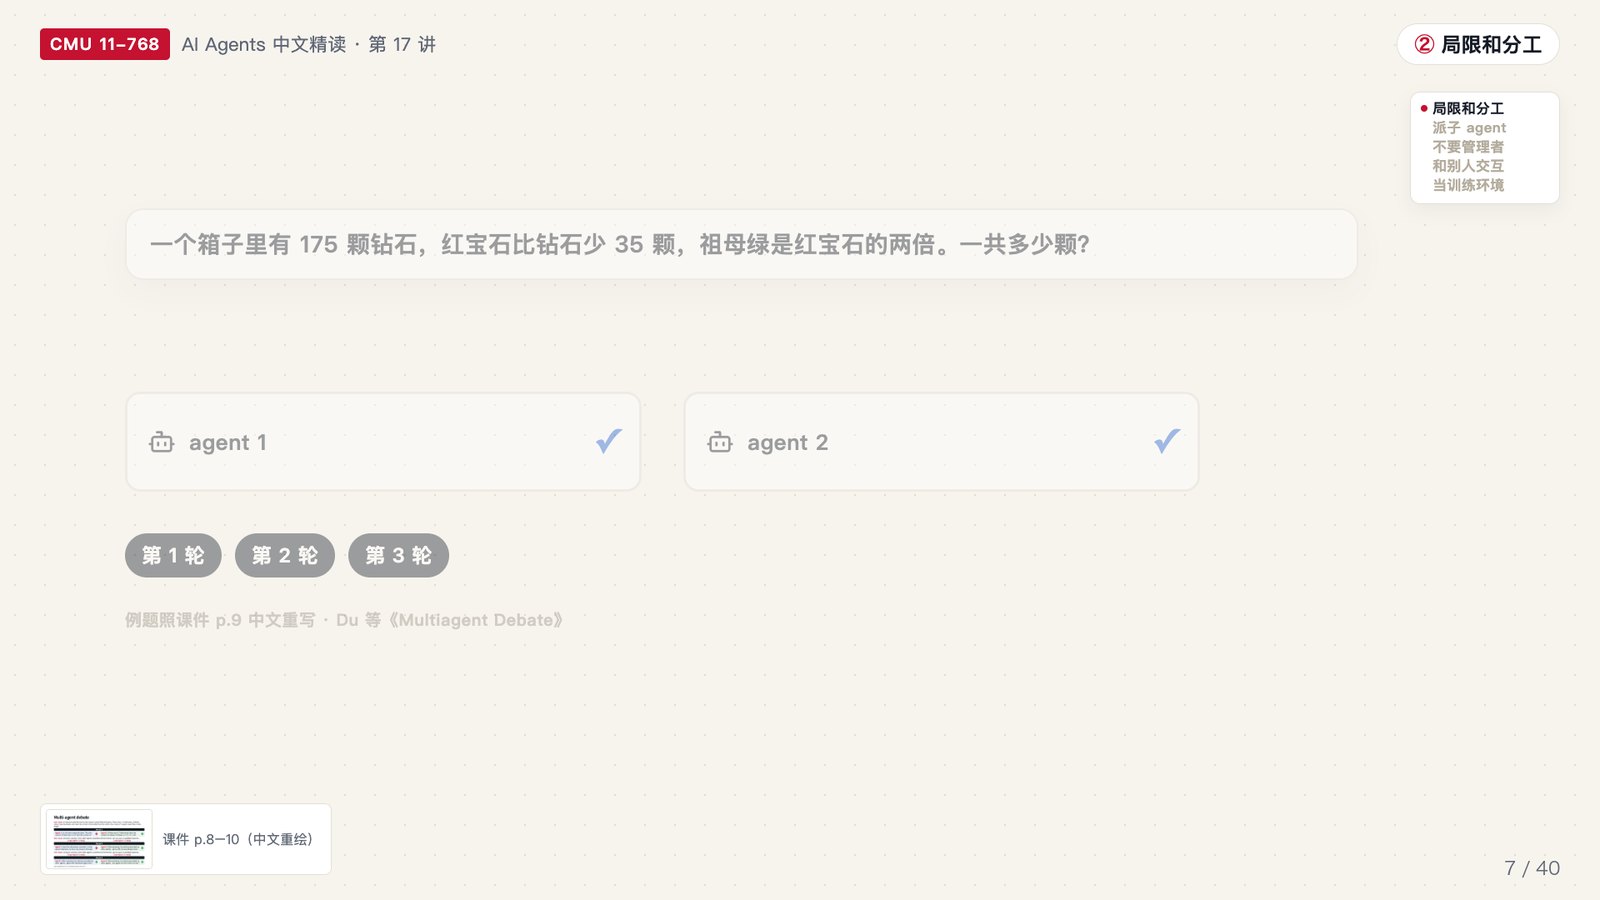 CMU 11-768 AI Agents 中文精读 · 第 17 讲
② 局限和分工
局限和分工
派子 agent
不要管理者
和别人交互
当训练环境
一个箱子里有 175 颗钻石，红宝石比钻石少 35 颗，祖母绿是红宝石的两倍。一共多少颗？
agent 1
agent 2
第 1 轮 第 2 轮 第 3 轮
例题照课件 p.9 中文重写 · Du 等《Multiagent Debate》
Multi agent debate
课件 p.8–10（中文重绘）
7 / 40